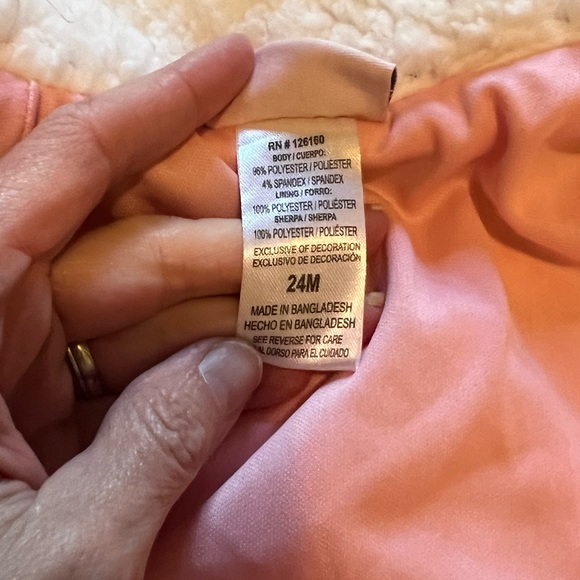 RN # 126160
BODY / CUERPO:
96% POLYESTER / POLIÉSTER
4% SPANDEX / SPANDEX
LINING / FORRO:
100% POLYESTER / POLIÉSTER
SHERPA / SHERPA
100% POLYESTER / POLIÉSTER
EXCLUSIVE OF DECORATION
EXCLUSIVO DE DECORACIÓN
24M
MADE IN BANGLADESH
HECHO EN BANGLADESH
SEE REVERSE FOR CARE
AL DORSO PARA EL CUIDADO